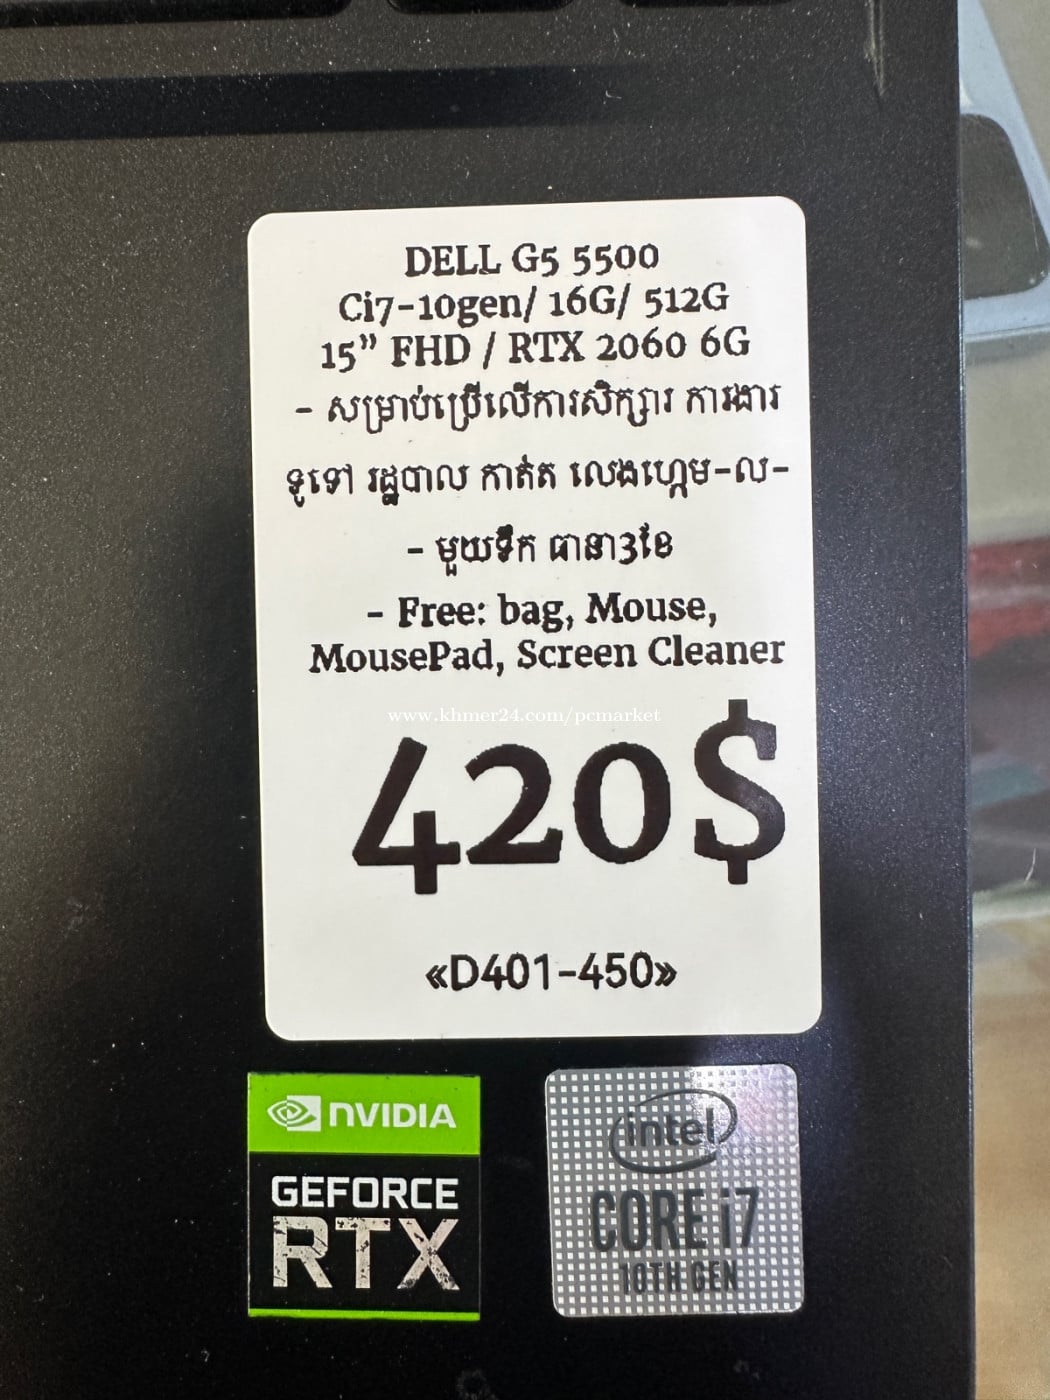 DELL G5 5500
Ci7-10gen/ 16G/ 512G
15” FHD / RTX 2060 6G
- សម្រាប់ប្រើលើការសិក្សារ ការងារ
ទូទៅ រដ្ឋបាល កាត់ត លេងហ្គេម-ល-
- មួយទឹក ធានា3ខែ
- Free: bag, Mouse,
MousePad, Screen Cleaner
www.khmer24.com/pcmarket
420$
«D401-450»
NVIDIA
GEFORCE
RTX
intel
CORE i7
10TH GEN